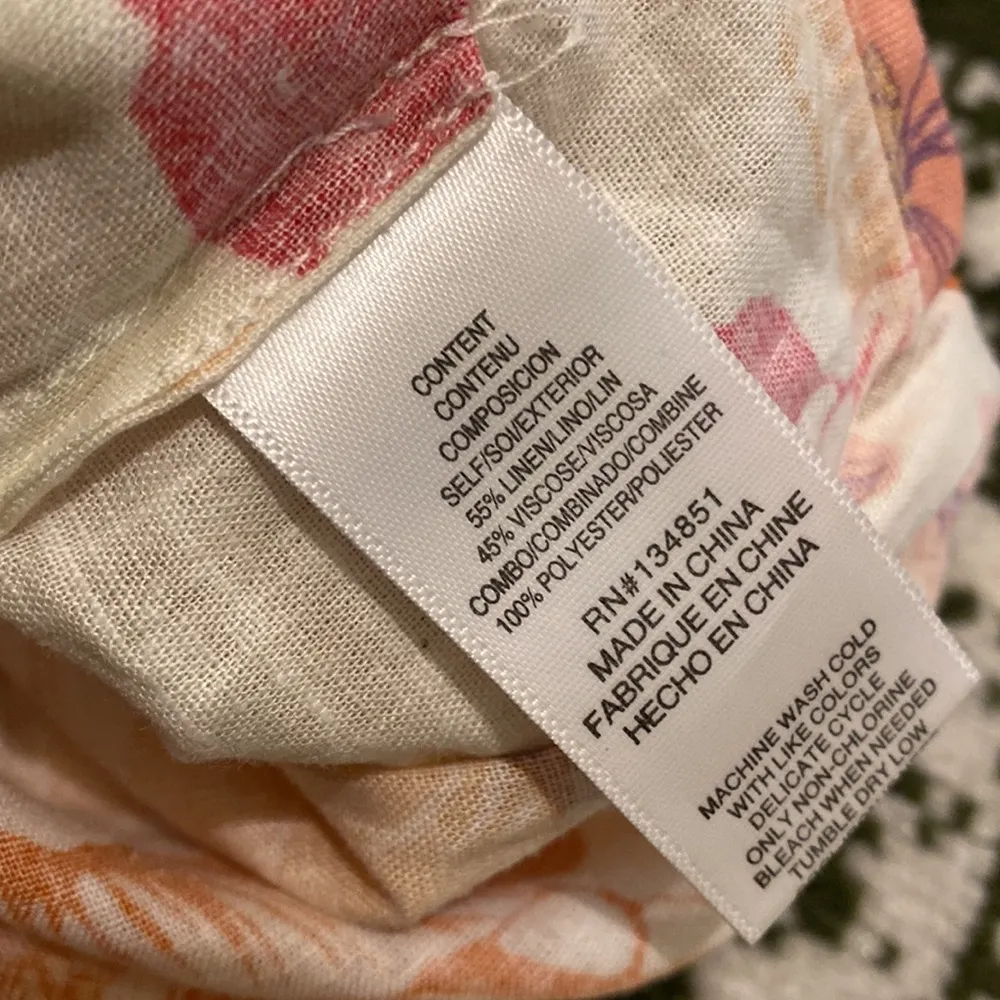 CONTENT
CONTENU
COMPOSICION
SELF/SOI/EXTERIOR
55% LINEN/LINO/LIN
45% VISCOSE/VISCOSA
COMBO/COMBINADO/COMBINE
100% POLYESTER/POLIESTER
RN#134851
MADE IN CHINA
FABRIQUE EN CHINE
HECHO EN CHINA
MACHINE WASH COLD
WITH LIKE COLORS
DELICATE CYCLE
ONLY NON-CHLORINE
BLEACH WHEN NEEDED
TUMBLE DRY LOW